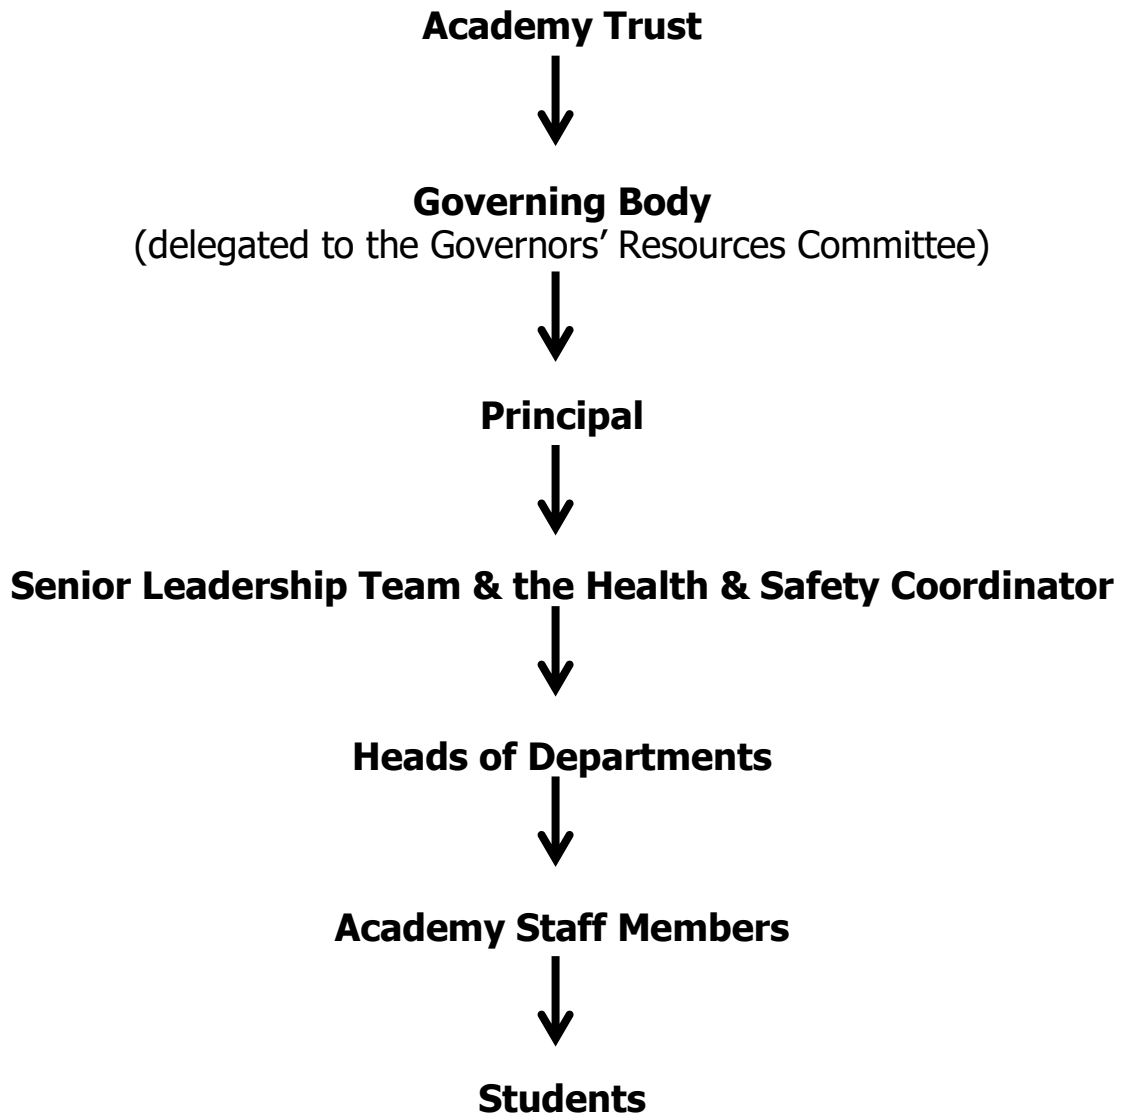 Academy Trust
Governing Body
(delegated to the Governors’ Resources Committee)
Principal
Senior Leadership Team & the Health & Safety Coordinator
Heads of Departments
Academy Staff Members
Students